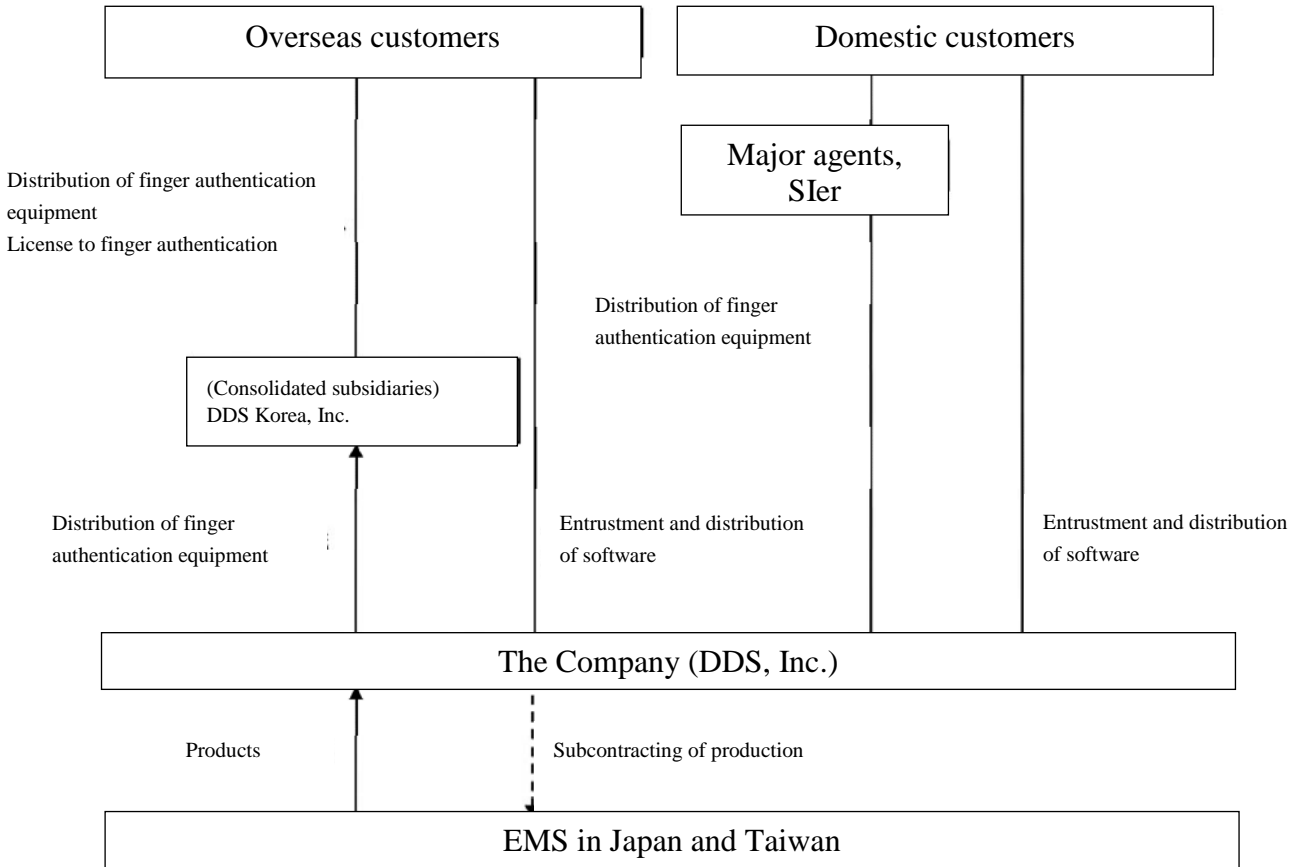 Overseas customers
Domestic customers
Major agents,
SIer
Distribution of finger authentication
equipment
License to finger authentication
Distribution of finger
authentication equipment
(Consolidated subsidiaries)
DDS Korea, Inc.
Distribution of finger
authentication equipment
Entrustment and distribution
of software
Entrustment and distribution
of software
The Company (DDS, Inc.)
Products
Subcontracting of production
EMS in Japan and Taiwan